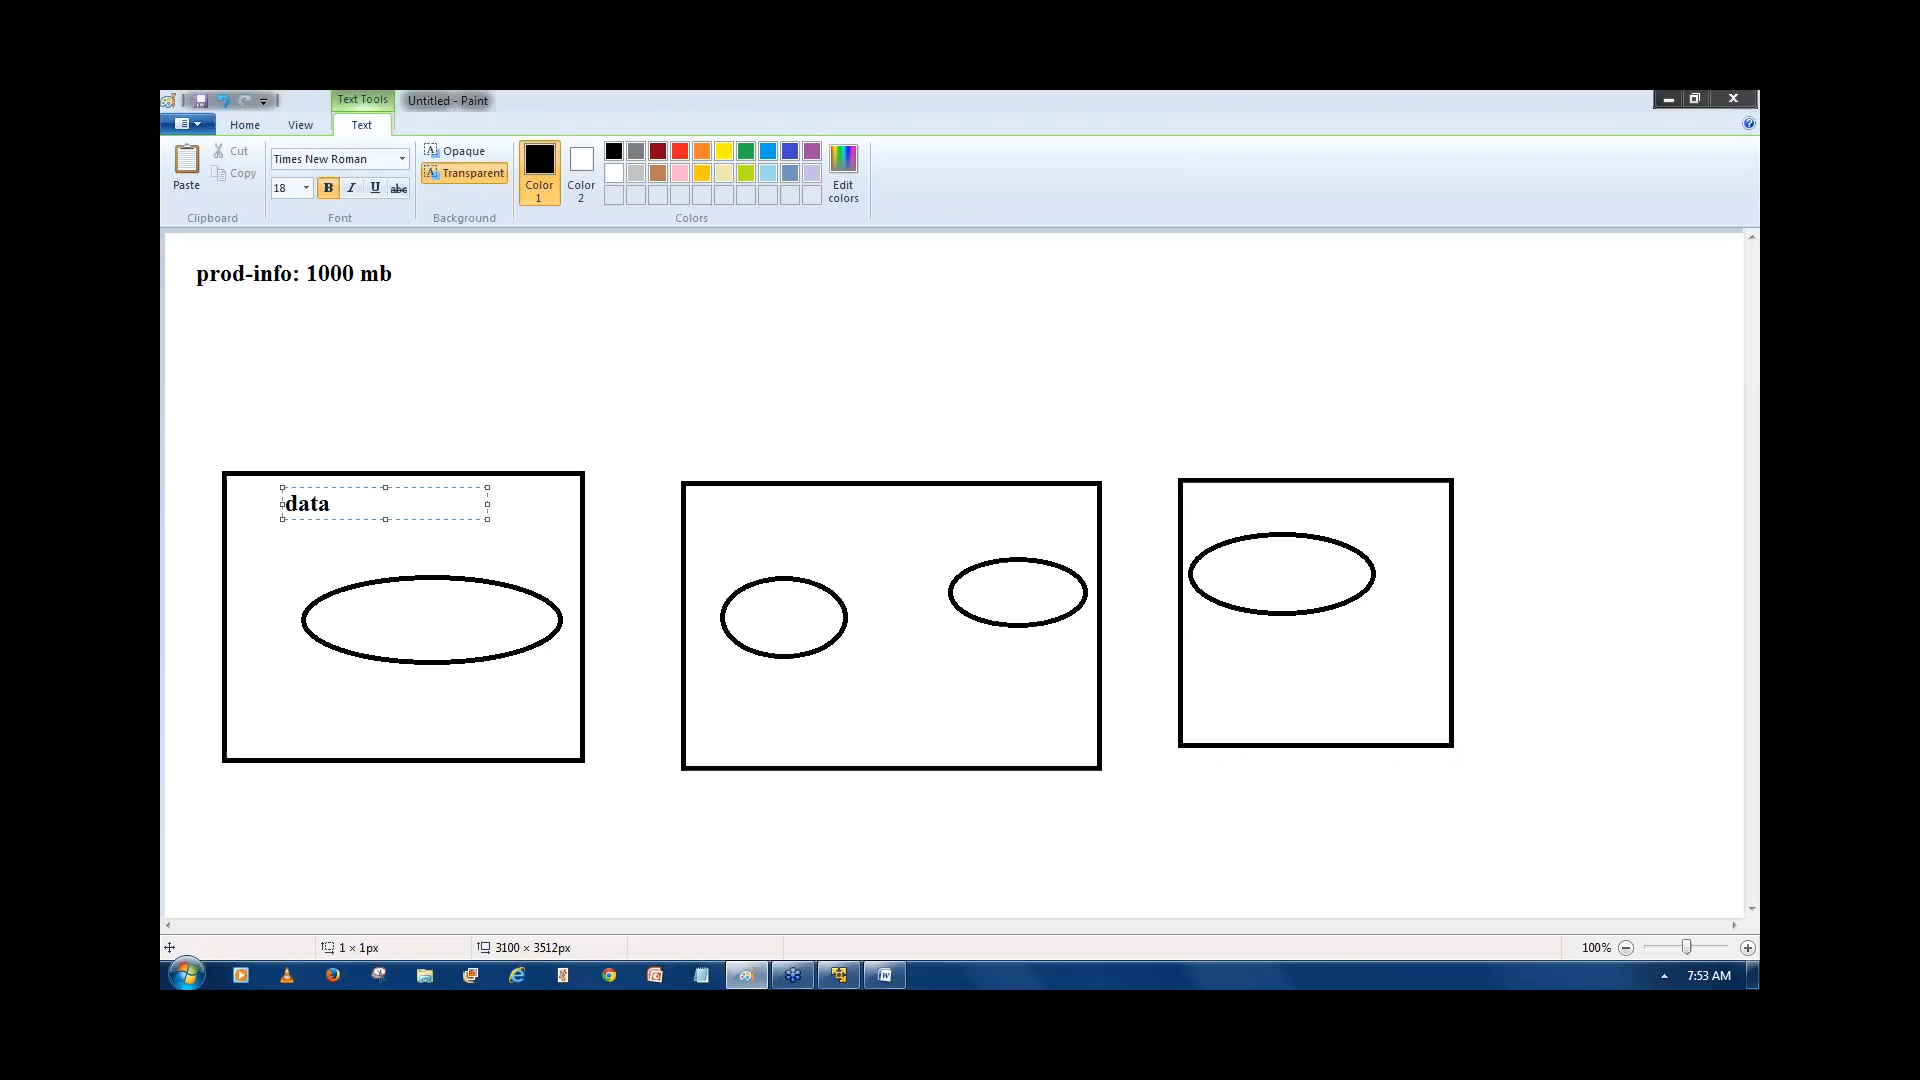 Text Tools
Untitled - Paint
Home View Text
Paste
Cut
Copy
Clipboard
Times New Roman
18 B I U abc
Font
Opaque
Transparent
Background
Color 1
Color 2
Edit colors
Colors
prod-info: 1000 mb
data
1 × 1px 3100 × 3512px 100%
7:53 AM